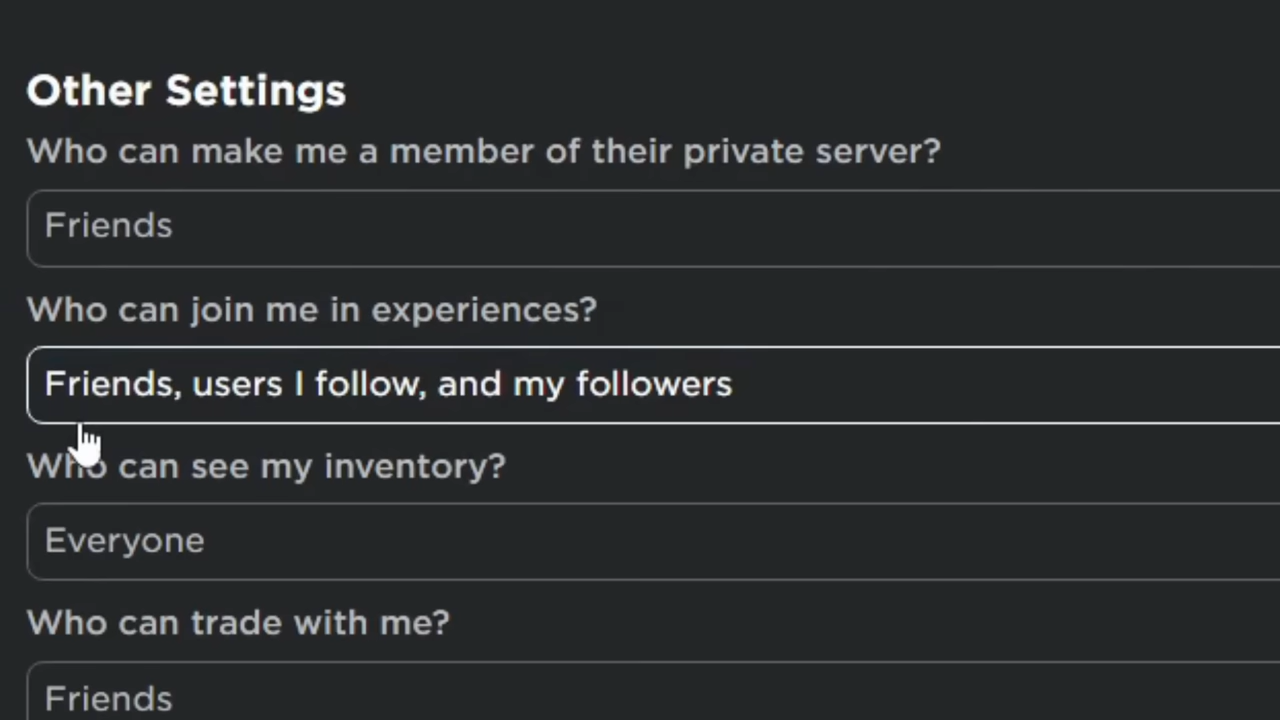 Other Settings
Who can make me a member of their private server?
Friends
Who can join me in experiences?
Friends, users I follow, and my followers
Who can see my inventory?
Everyone
Who can trade with me?
Friends